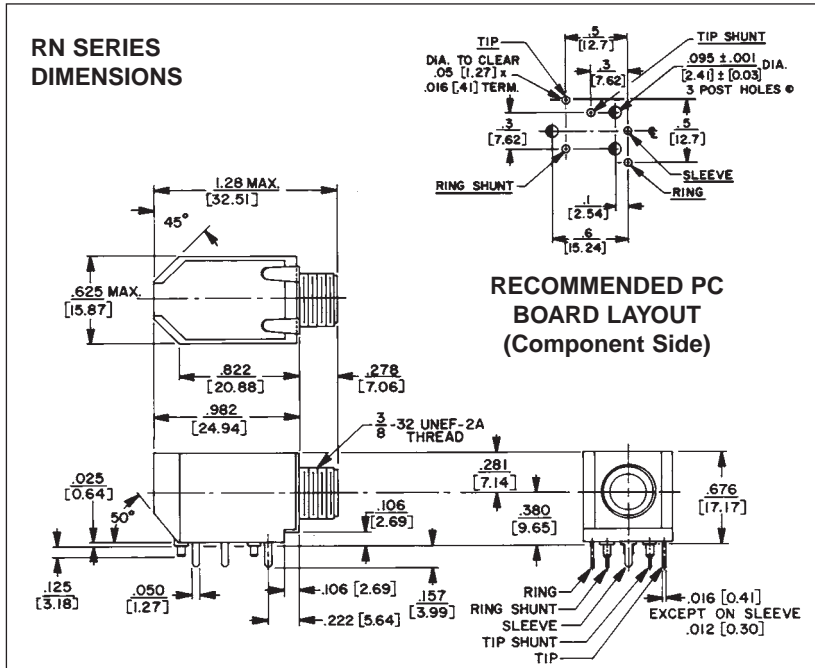 RN SERIES
DIMENSIONS
TIP
.5
[12.7]
TIP SHUNT
DIA. TO CLEAR
.05 [1.27] x
.016 [.41] TERM.
.3
[7.62]
.095 ±.001 DIA.
[2.41] ± [0.03]
3 POST HOLES
.3
[7.62]
.5
[12.7]
RING SHUNT
SLEEVE
RING
.1
[2.54]
.6
[15.24]
RECOMMENDED PC
BOARD LAYOUT
(Component Side)
1.28 MAX.
[32.51]
45°
.625 MAX.
[15.87]
.822
[20.88]
.278
[7.06]
.982
[24.94]
3/8-32 UNEF-2A
THREAD
.025
[0.64]
50°
.106
[2.69]
.281
[7.14]
.380
[9.65]
.676
[17.17]
.125
[3.18]
.050
[1.27]
.106 [2.69]
.157
[3.99]
.222 [5.64]
RING
RING SHUNT
SLEEVE
TIP SHUNT
TIP
.016 [0.41]
EXCEPT ON SLEEVE
.012 [0.30]